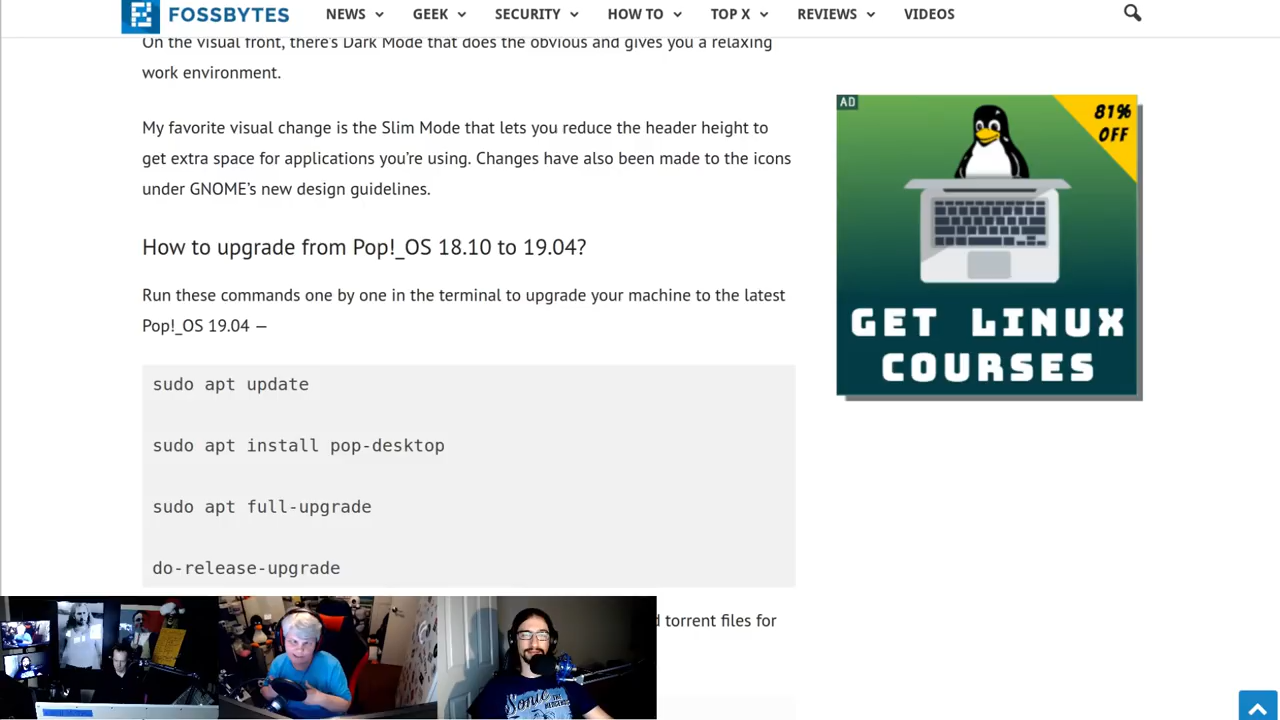 FOSSBYTES
NEWS GEEK SECURITY HOW TO TOP X REVIEWS VIDEOS
On the visual front, there's Dark Mode that does the obvious and gives you a relaxing
work environment.
My favorite visual change is the Slim Mode that lets you reduce the header height to
get extra space for applications you're using. Changes have also been made to the icons
under GNOME's new design guidelines.
How to upgrade from Pop!_OS 18.10 to 19.04?
Run these commands one by one in the terminal to upgrade your machine to the latest
Pop!_OS 19.04 —
sudo apt update
sudo apt install pop-desktop
sudo apt full-upgrade
do-release-upgrade
torrent files for
AD
81%
OFF
GET LINUX
COURSES
Sonic